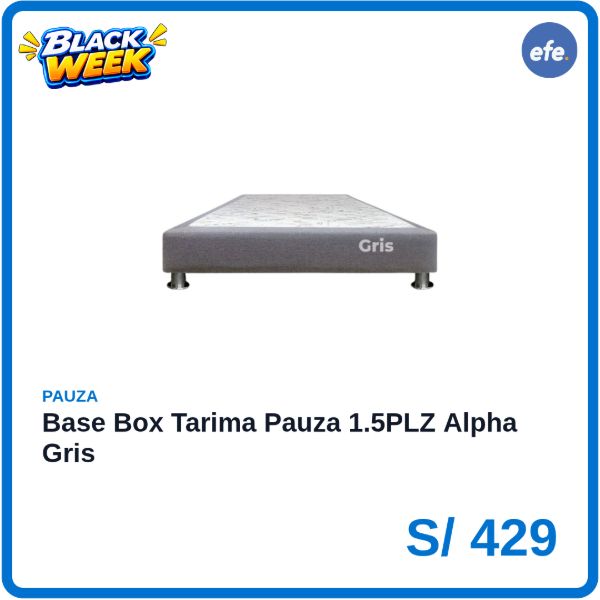 BLACK
WEEK
efe.
Gris
PAUZA
Base Box Tarima Pauza 1.5PLZ Alpha
Gris
S/ 429